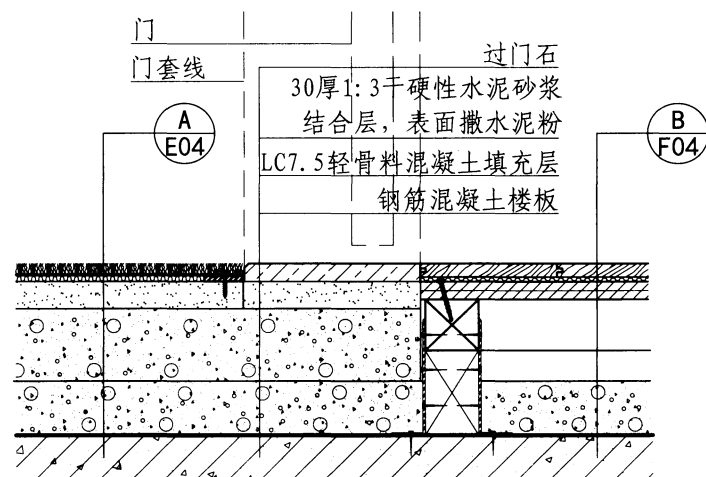 门
门套线
过门石
30厚1:3干硬性水泥砂浆
结合层，表面撒水泥粉
LC7.5轻骨料混凝土填充层
钢筋混凝土楼板
A
E04
B
F04